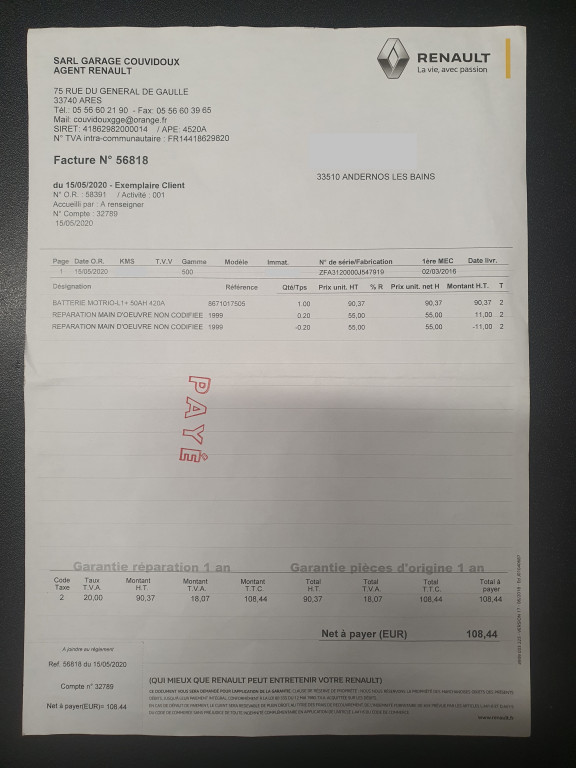 SARL GARAGE COUVIDOUX
AGENT RENAULT
RENAULT
La vie, avec passion
75 RUE DU GENERAL DE GAULLE
33740 ARES
Tél.: 05 56 60 21 90 - Fax: 05 56 60 39 65
Mail: couvidouxgge@orange.fr
SIRET: 41862982000014 / APE: 4520A
N° TVA intra-communautaire : FR14418629820
Facture N° 56818
33510 ANDERNOS LES BAINS
du 15/05/2020 - Exemplaire Client
N° O.R. : 58391 / Activité : 001
Accueilli par : A renseigner
N° Compte : 32789
15/05/2020
Page Date O.R. KMS T.V.V Gamme Modèle Immat. N° de série/Fabrication 1ère MEC Date livr.
1 15/05/2020 500 ZFA3120000J547919 02/03/2016
Désignation Référence Qté/Tps Prix unit. HT % R Prix unit. net H Montant H.T. T
BATTERIE MOTRIO-L1+ 50AH 420A 8671017505 1.00 90,37 90,37 90,37 2
REPARATION MAIN D'OEUVRE NON CODIFIEE 1999 0.20 55,00 55,00 11,00 2
REPARATION MAIN D'OEUVRE NON CODIFIEE 1999 -0.20 55,00 55,00 -11,00 2
PAYÉ
Garantie réparation 1 an Garantie pièces d'origine 1 an
Code Taxe Taux T.V.A. Montant H.T. Montant T.V.A. Montant T.T.C. Total H.T. Total T.V.A. Total T.T.C. Total à payer
2 20,00 90,37 18,07 108,44 90,37 18,07 108,44 108,44
Net à payer (EUR) 108,44
A joindre au règlement
Ref. 56818 du 15/05/2020
Compte n° 32789
Net à payer(EUR)= 108,44
(QUI MIEUX QUE RENAULT PEUT ENTRETENIR VOTRE RENAULT)
CE DOCUMENT VOUS SERA DEMANDÉ POUR L'APPLICATION DE LA GARANTIE
www.renault.fr